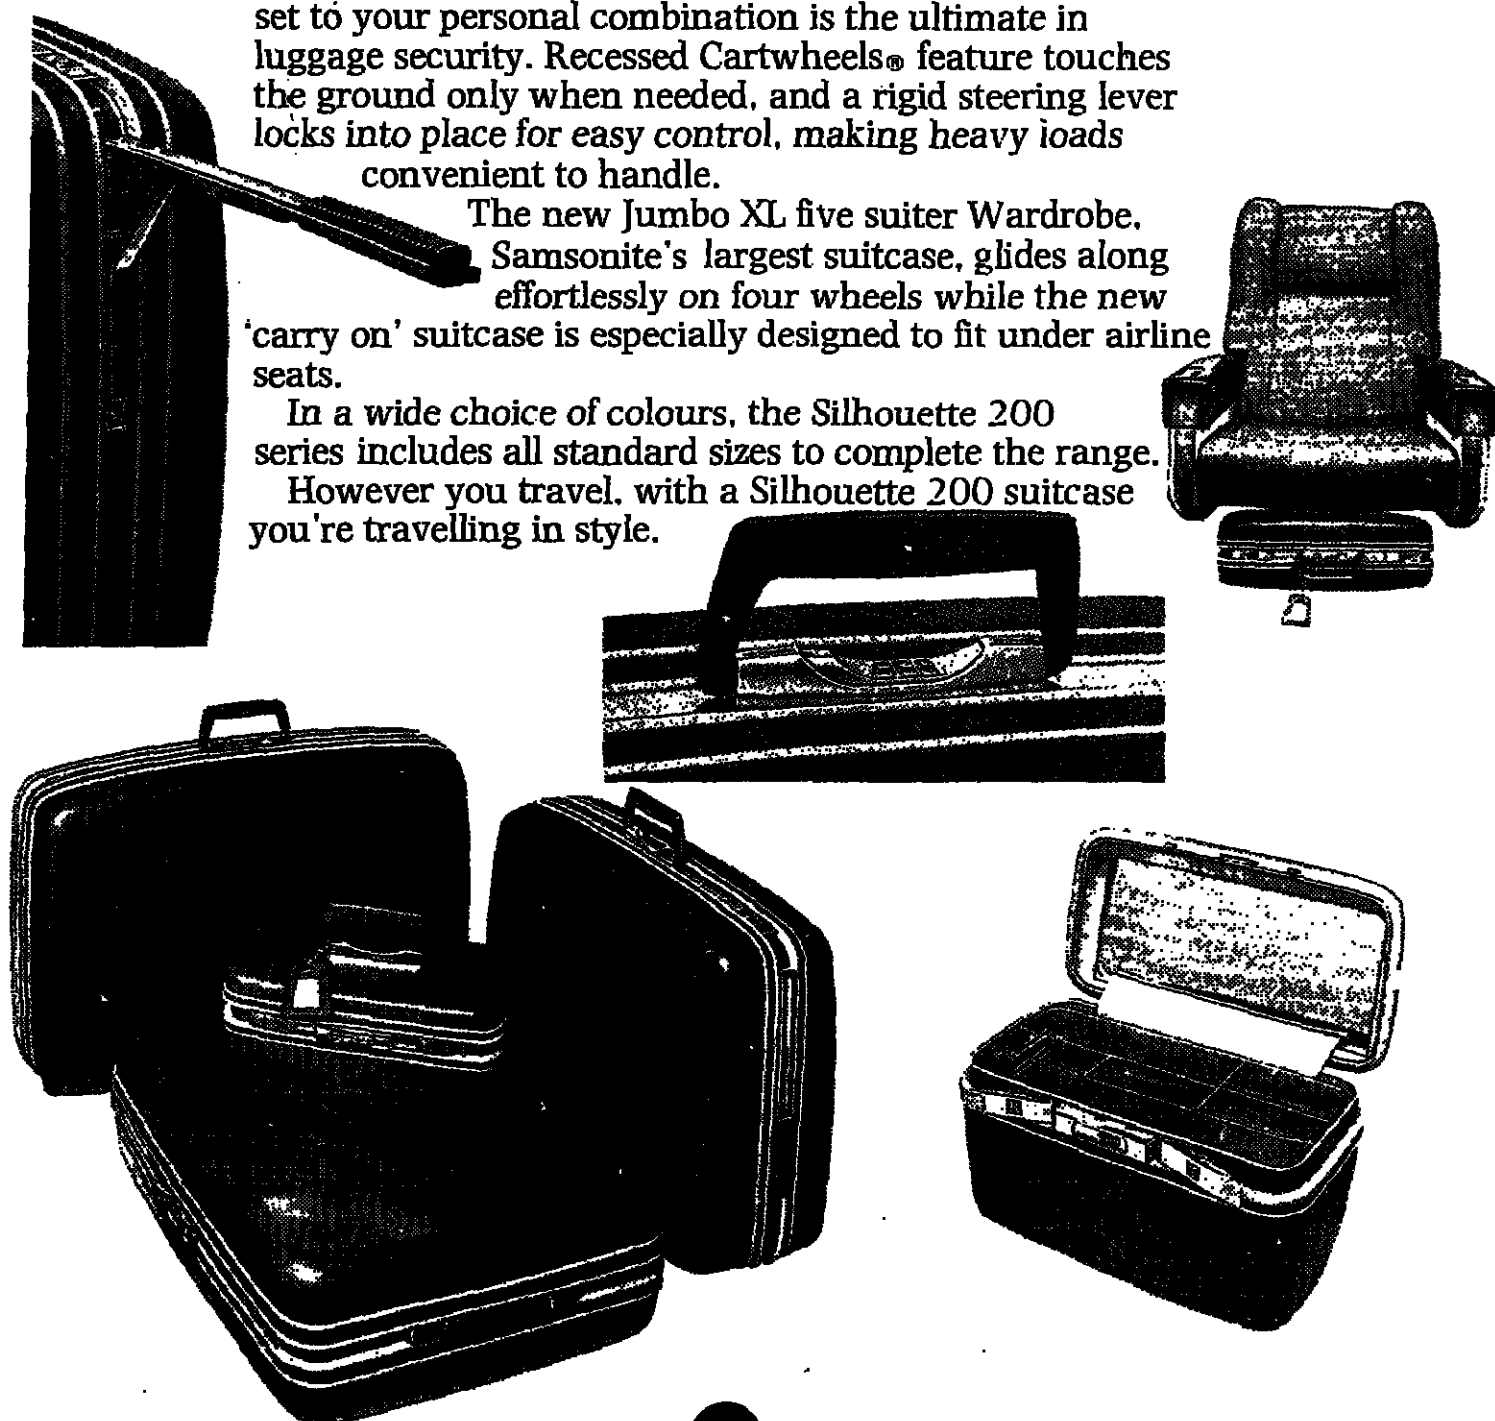 set to your personal combination is the ultimate in
luggage security. Recessed Cartwheels® feature touches
the ground only when needed, and a rigid steering lever
locks into place for easy control, making heavy loads
convenient to handle.
The new Jumbo XL five suiter Wardrobe,
Samsonite's largest suitcase, glides along
effortlessly on four wheels while the new
'carry on' suitcase is especially designed to fit under airline
seats.
In a wide choice of colours, the Silhouette 200
series includes all standard sizes to complete the range.
However you travel, with a Silhouette 200 suitcase
you're travelling in style.